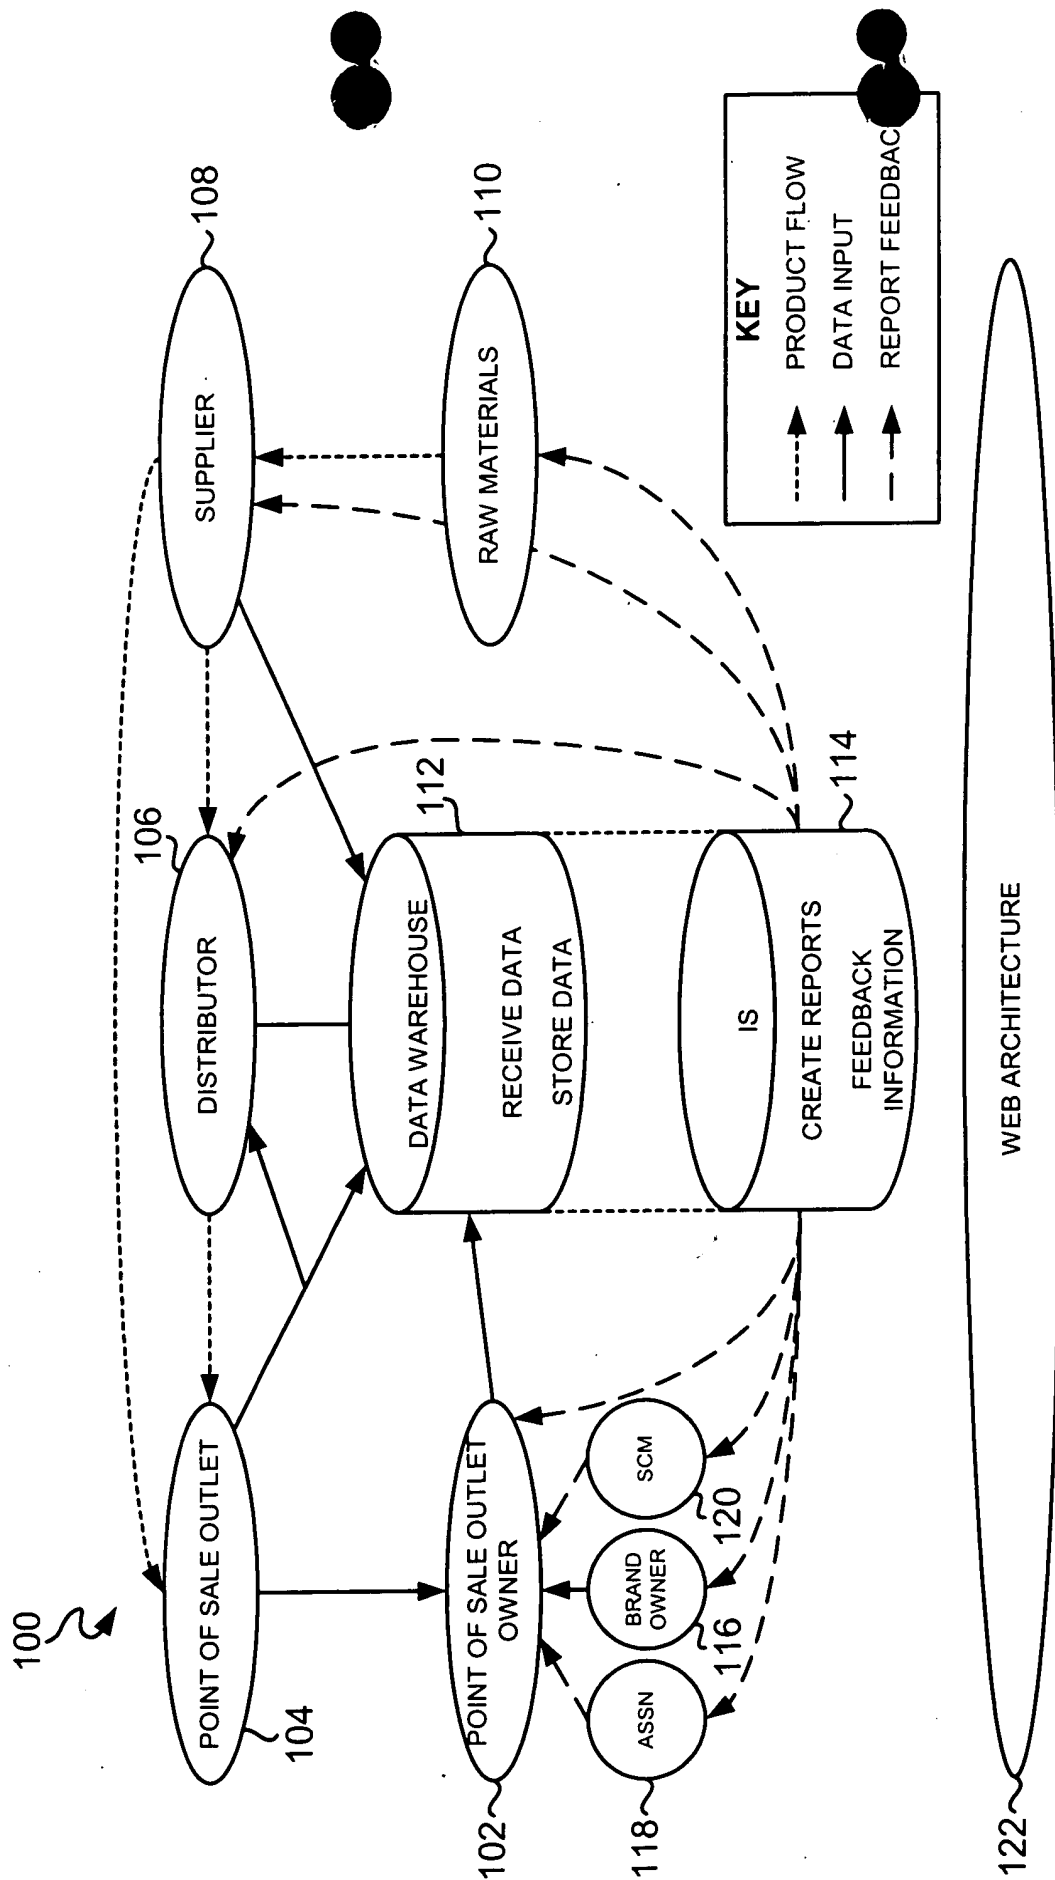 100
POINT OF SALE OUTLET
104
DISTRIBUTOR
106
SUPPLIER
108
POINT OF SALE OUTLET
OWNER
102
DATA WAREHOUSE
RECEIVE DATA
STORE DATA
112
RAW MATERIALS
110
ASSN
118
BRAND
OWNER
116
SCM
120
IS
CREATE REPORTS
FEEDBACK
INFORMATION
114
KEY
PRODUCT FLOW
DATA INPUT
REPORT FEEDBAC
WEB ARCHITECTURE
122